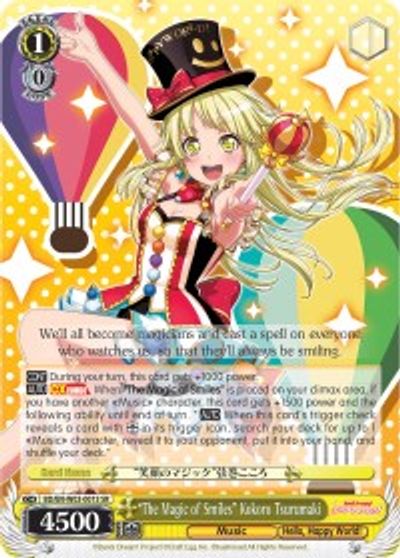 1
0
We'll all become magicians and cast a spell on everyone
who watches us, so that they'll always be smiling.
During your turn, this card gets +1000 power.
When "The Magic of Smiles" is placed on your climax area, if
you have another «Music» character, this card gets +1500 power and the
following ability until end of turn. " When this card's trigger check
reveals a card with in its trigger icon, search your deck for up to 1
«Music» character, reveal it to your opponent, put it into your hand, and
shuffle your deck."
Card Name
"笑顔のマジック"弦巻こころ
4500
"The Magic of Smiles" Kokoro Tsurumaki
Music
Hello, Happy World!